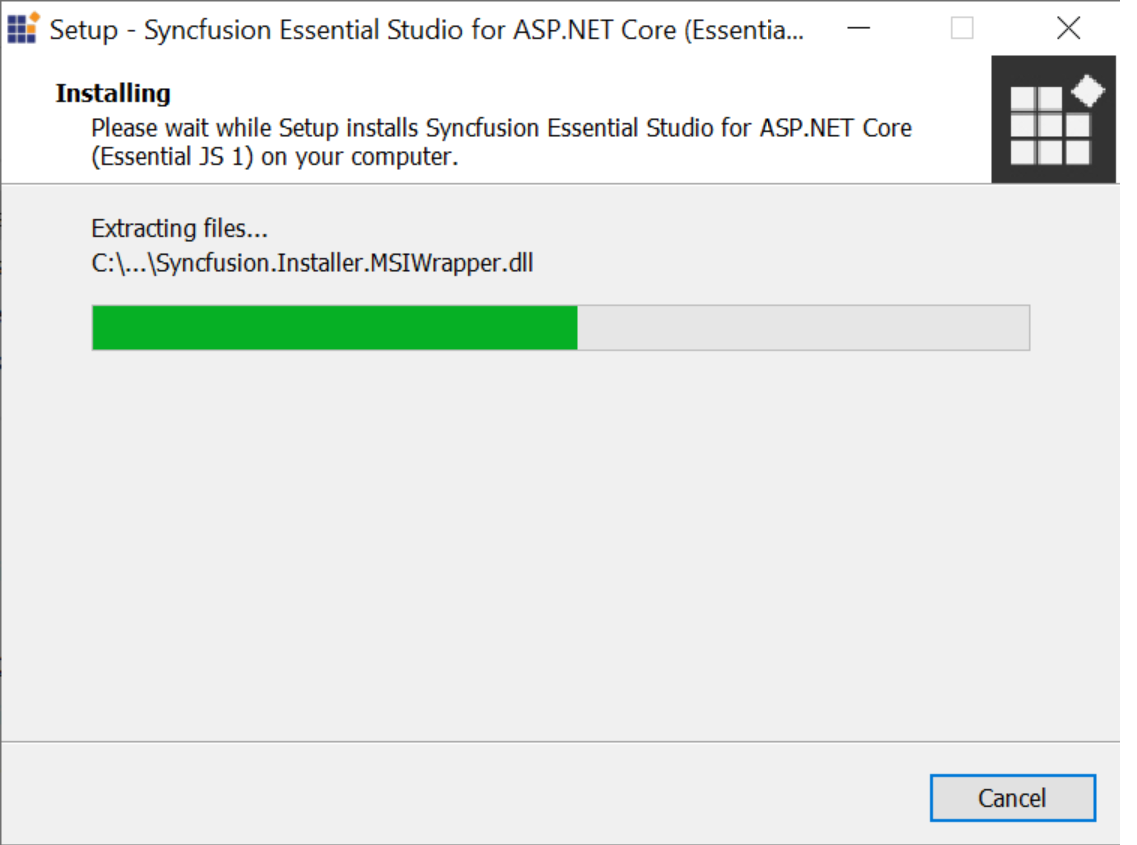 Setup - Syncfusion Essential Studio for ASP.NET Core (Essentia...
Installing
Please wait while Setup installs Syncfusion Essential Studio for ASP.NET Core
(Essential JS 1) on your computer.
Extracting files...
C:\...\Syncfusion.Installer.MSIWrapper.dll
Cancel